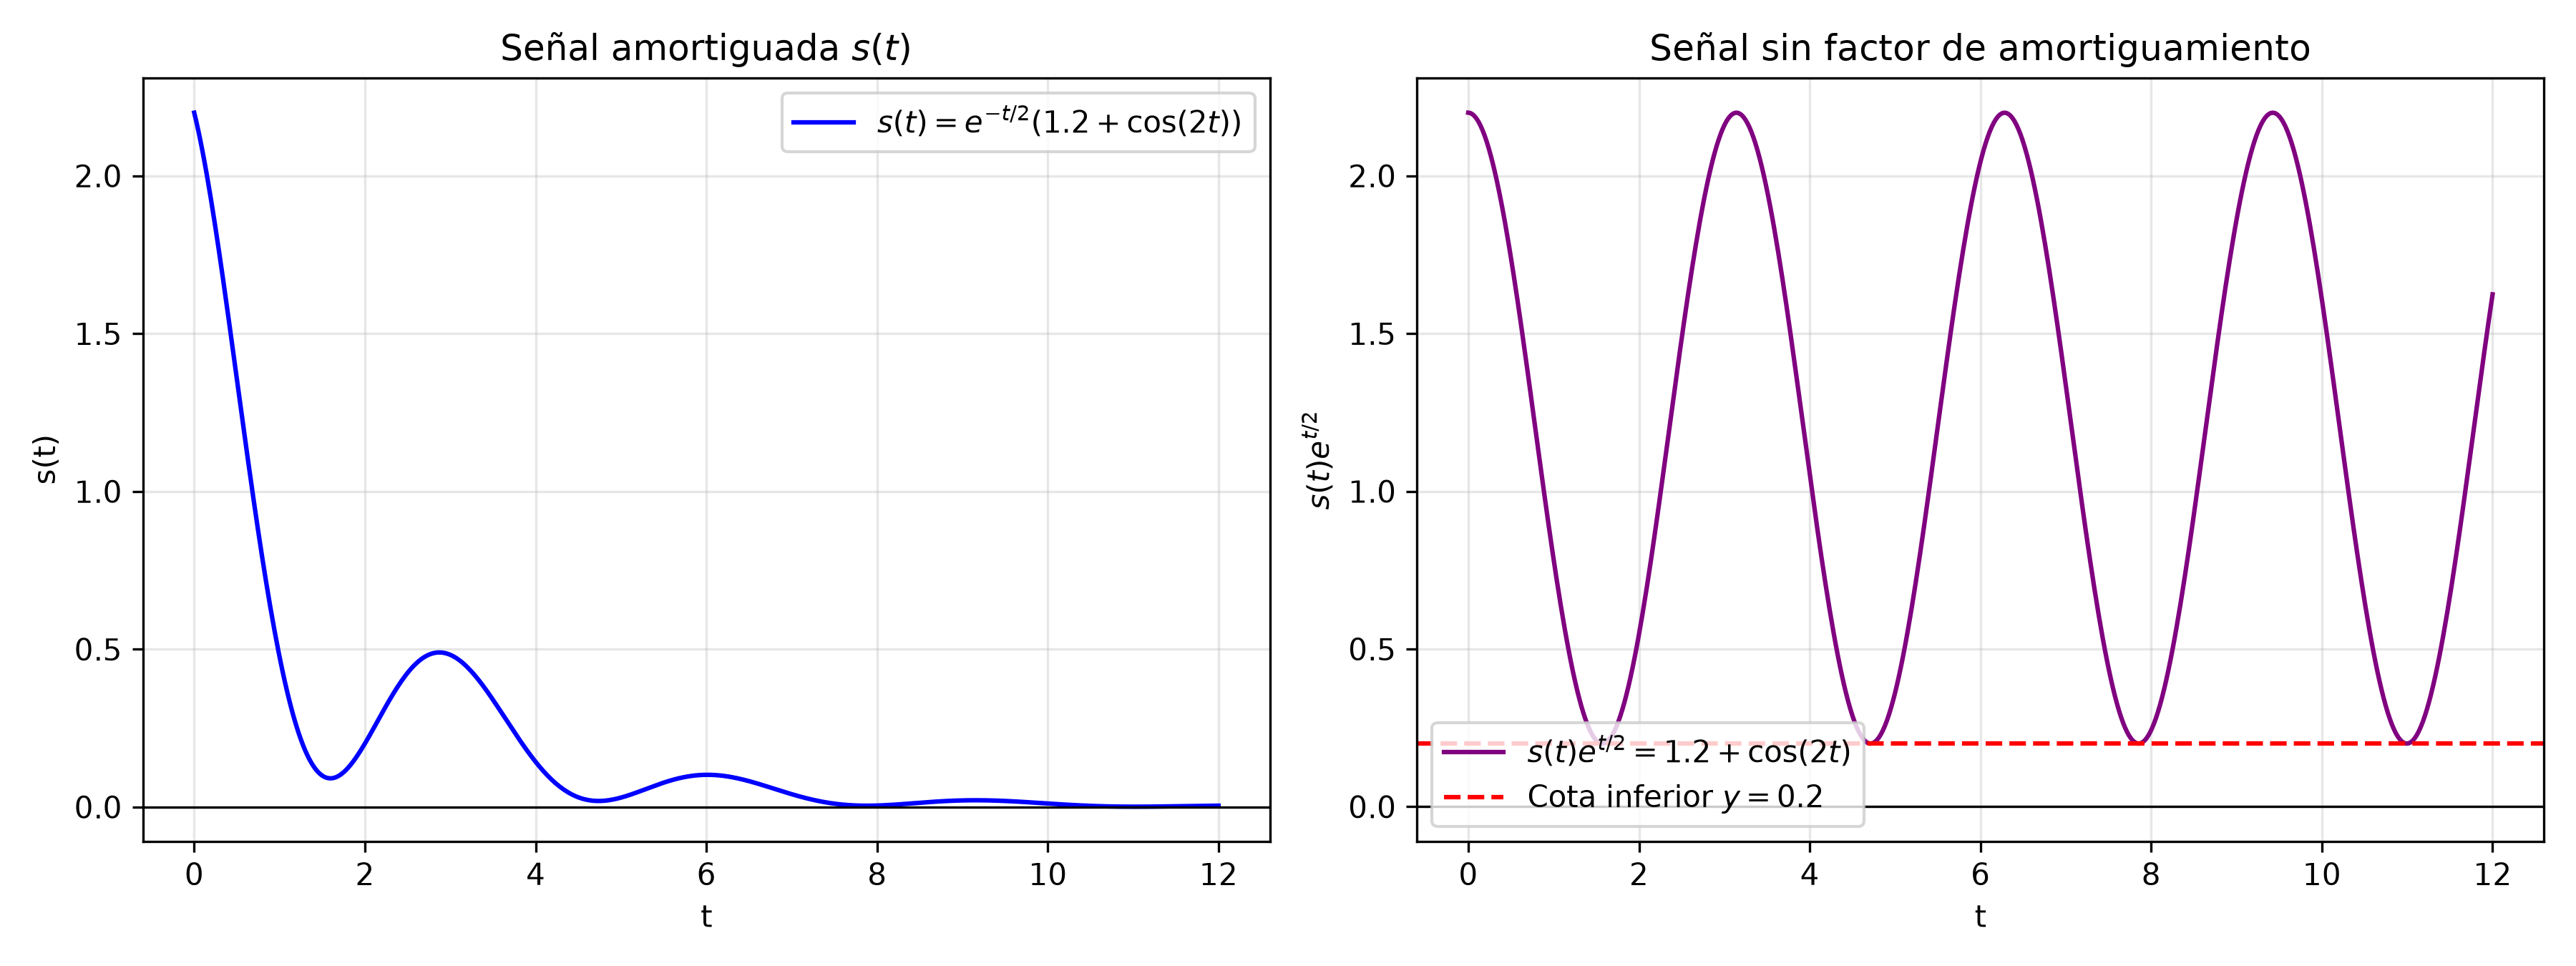 Señal amortiguada s(t)
s(t) = e^{-t/2}(1.2 + cos(2t))
2.0
1.5
1.0
0.5
0.0
s(t)
0 2 4 6 8 10 12
t
Señal sin factor de amortiguamiento
2.0
1.5
1.0
0.5
0.0
s(t)e^{t/2}
s(t)e^{t/2} = 1.2 + cos(2t)
Cota inferior y = 0.2
0 2 4 6 8 10 12
t